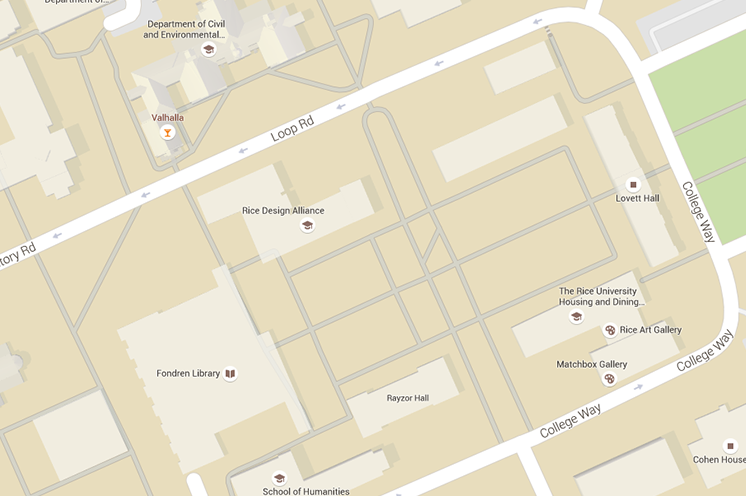 Department of...
Department of Civil
and Environmental...
Valhalla
Loop Rd
Lovett Hall
College Way
Rice Design Alliance
tory Rd
The Rice University
Housing and Dining...
Rice Art Gallery
College Way
Matchbox Gallery
Fondren Library
Rayzor Hall
College Way
Cohen House
School of Humanities